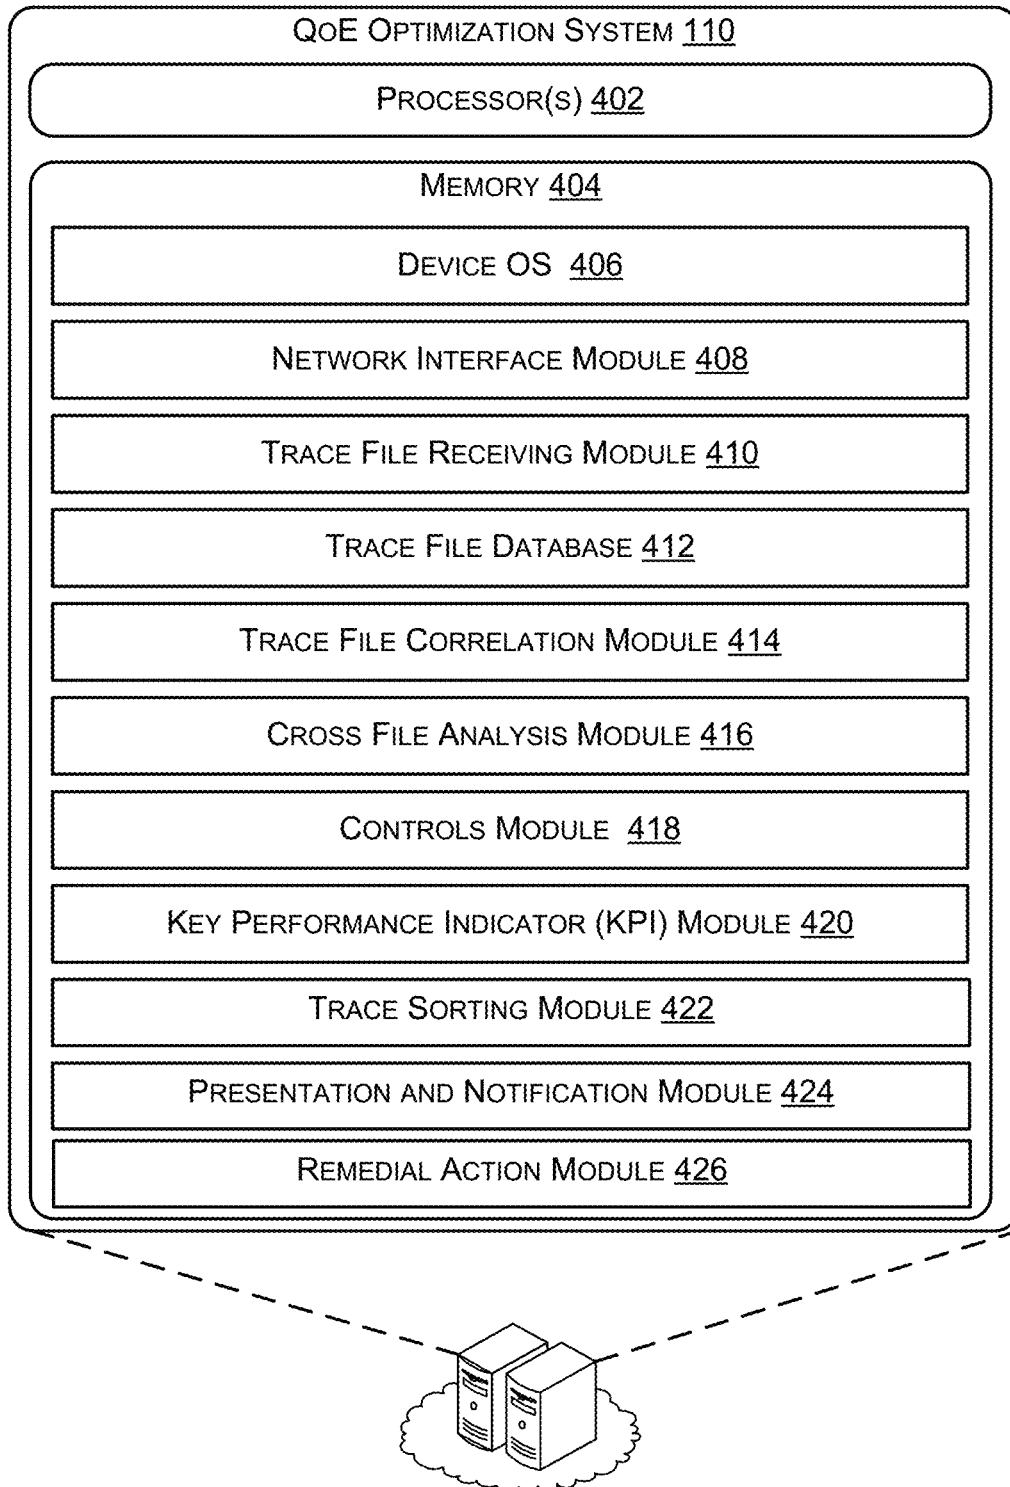 QOE OPTIMIZATION SYSTEM 110
PROCESSOR(S) 402
MEMORY 404
DEVICE OS 406
NETWORK INTERFACE MODULE 408
TRACE FILE RECEIVING MODULE 410
TRACE FILE DATABASE 412
TRACE FILE CORRELATION MODULE 414
CROSS FILE ANALYSIS MODULE 416
CONTROLS MODULE 418
KEY PERFORMANCE INDICATOR (KPI) MODULE 420
TRACE SORTING MODULE 422
PRESENTATION AND NOTIFICATION MODULE 424
REMEDIAL ACTION MODULE 426